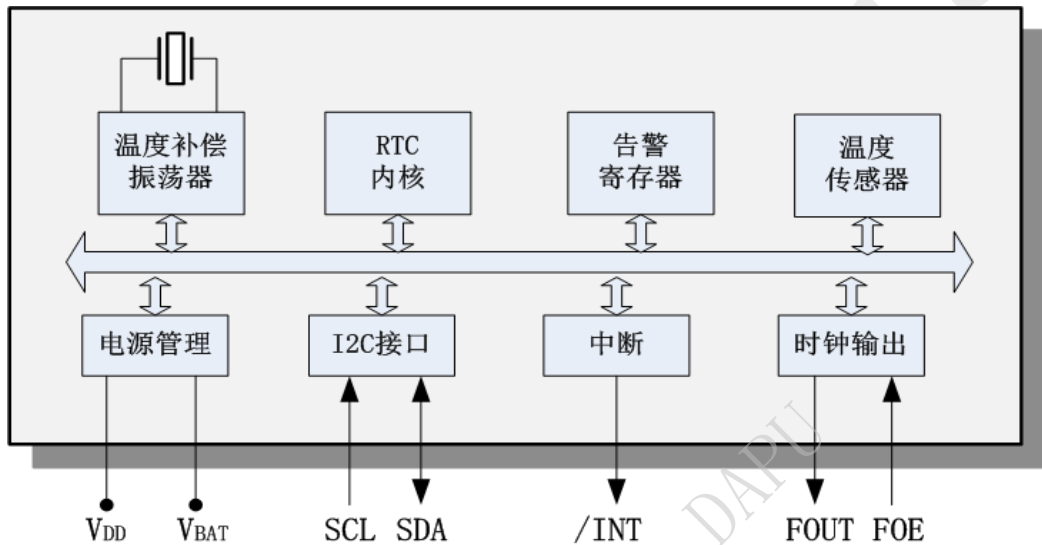 温度补偿
振荡器
RTC
内核
告警
寄存器
温度
传感器
电源管理
I2C接口
中断
时钟输出
DAPU
VDD
VBAT
SCL
SDA
/INT
FOUT
FOE